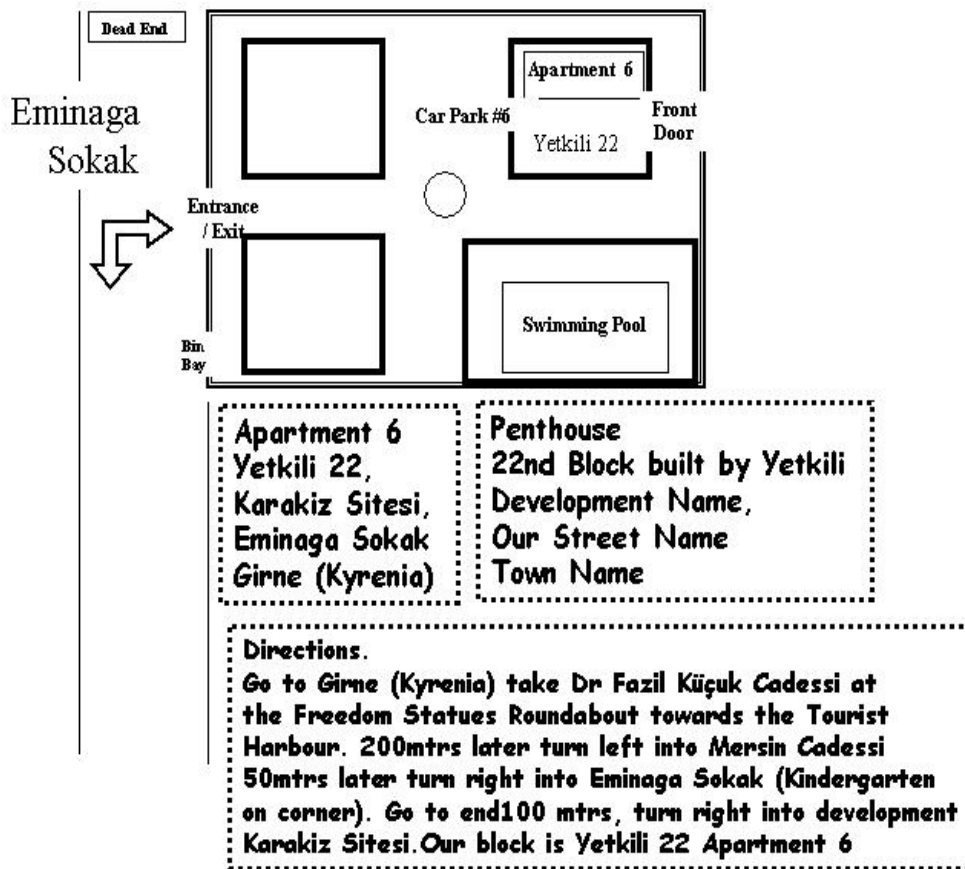 Dead End
Eminaga
Sokak
Apartment 6
Car Park #6
Front
Door
Yetkili 22
Entrance
/ Exit
Swimming Pool
Bin
Bay
Apartment 6
Yetkili 22,
Karakiz Sitesi,
Eminaga Sokak
Girne (Kyrenia)
Penthouse
22nd Block built by Yetkili
Development Name,
Our Street Name
Town Name
Directions.
Go to Girne (Kyrenia) take Dr Fazil Küçuk Cadessi at
the Freedom Statues Roundabout towards the Tourist
Harbour. 200mtrs later turn left into Mersin Cadessi
50mtrs later turn right into Eminaga Sokak (Kindergarten
on corner). Go to end100 mtrs, turn right into development
Karakiz Sitesi.Our block is Yetkili 22 Apartment 6